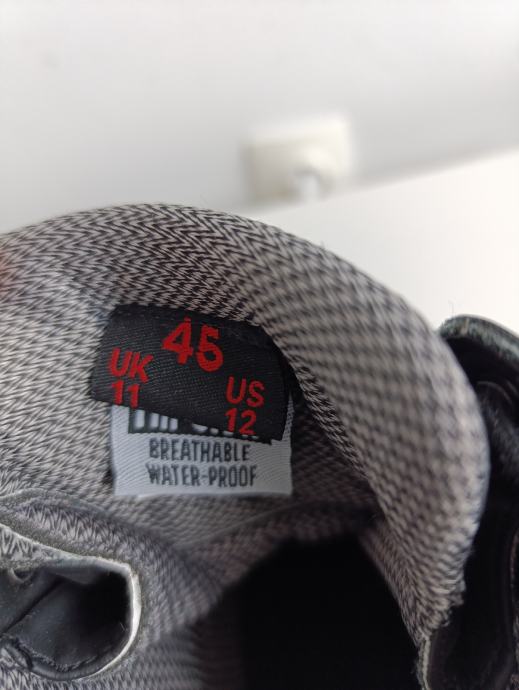 45
UK
11
US
12
BREATHABLE
WATER-PROOF